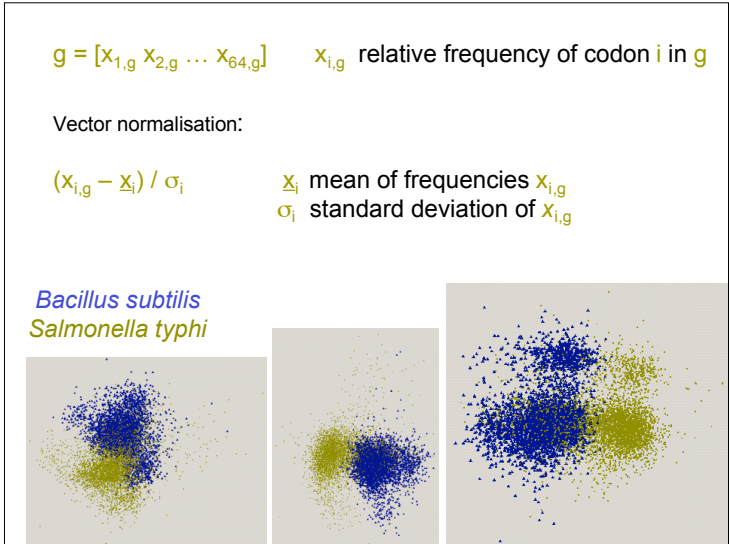 g = [x1,g x2,g … x64,g] xi,g relative frequency of codon i in g
Vector normalisation:
(xi,g – xi) / σi xi mean of frequencies xi,g
σi standard deviation of xi,g
Bacillus subtilis
Salmonella typhi